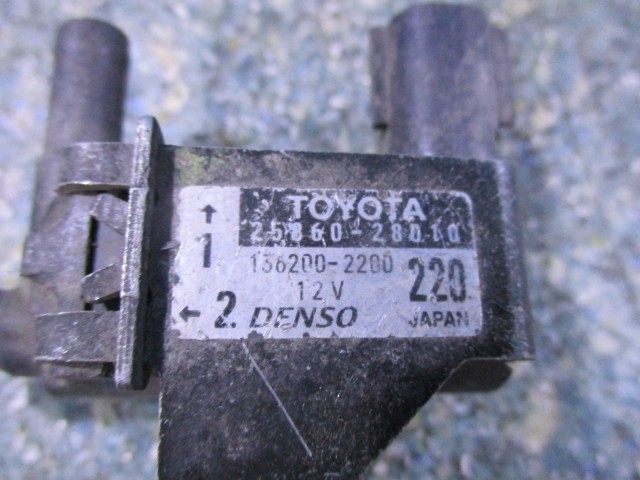 TOYOTA
25860-28010
↑ 1
136200-2200
12V 220
← 2. DENSO JAPAN